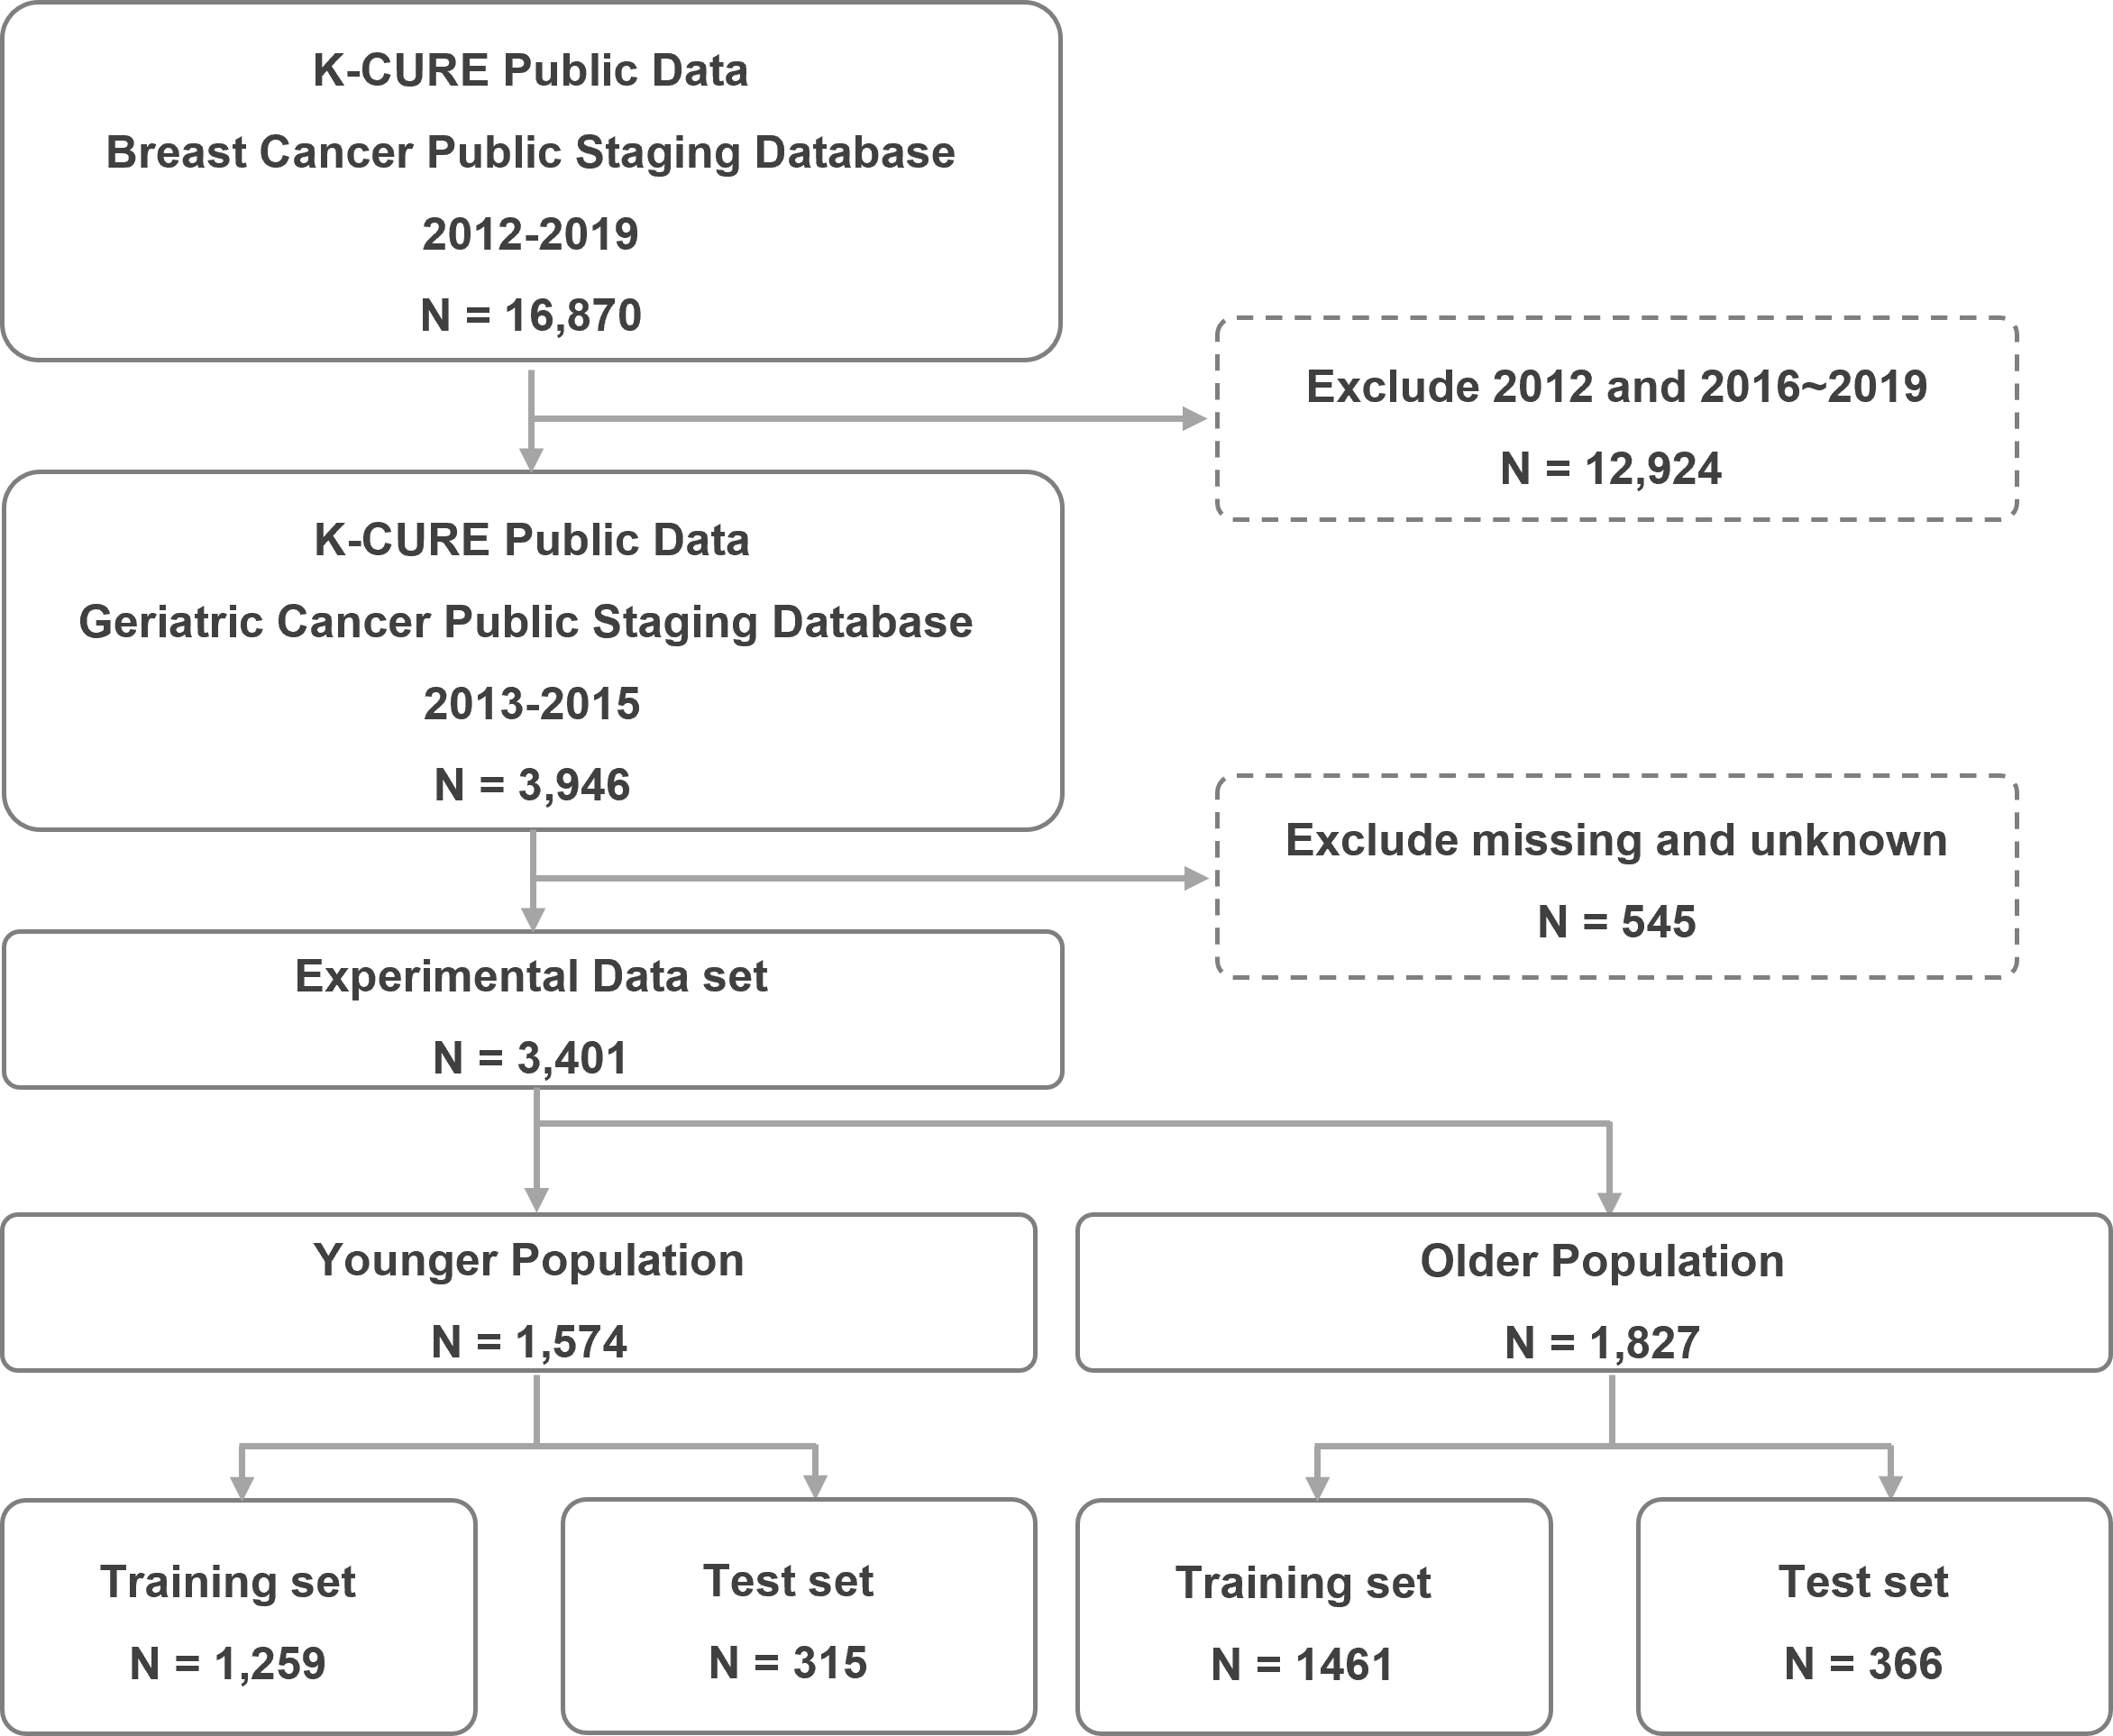 K-CURE Public Data
Breast Cancer Public Staging Database
2012-2019
N = 16,870
Exclude 2012 and 2016~2019
N = 12,924
K-CURE Public Data
Geriatric Cancer Public Staging Database
2013-2015
N = 3,946
Exclude missing and unknown
N = 545
Experimental Data set
N = 3,401
Younger Population
N = 1,574
Older Population
N = 1,827
Training set
N = 1,259
Test set
N = 315
Training set
N = 1461
Test set
N = 366